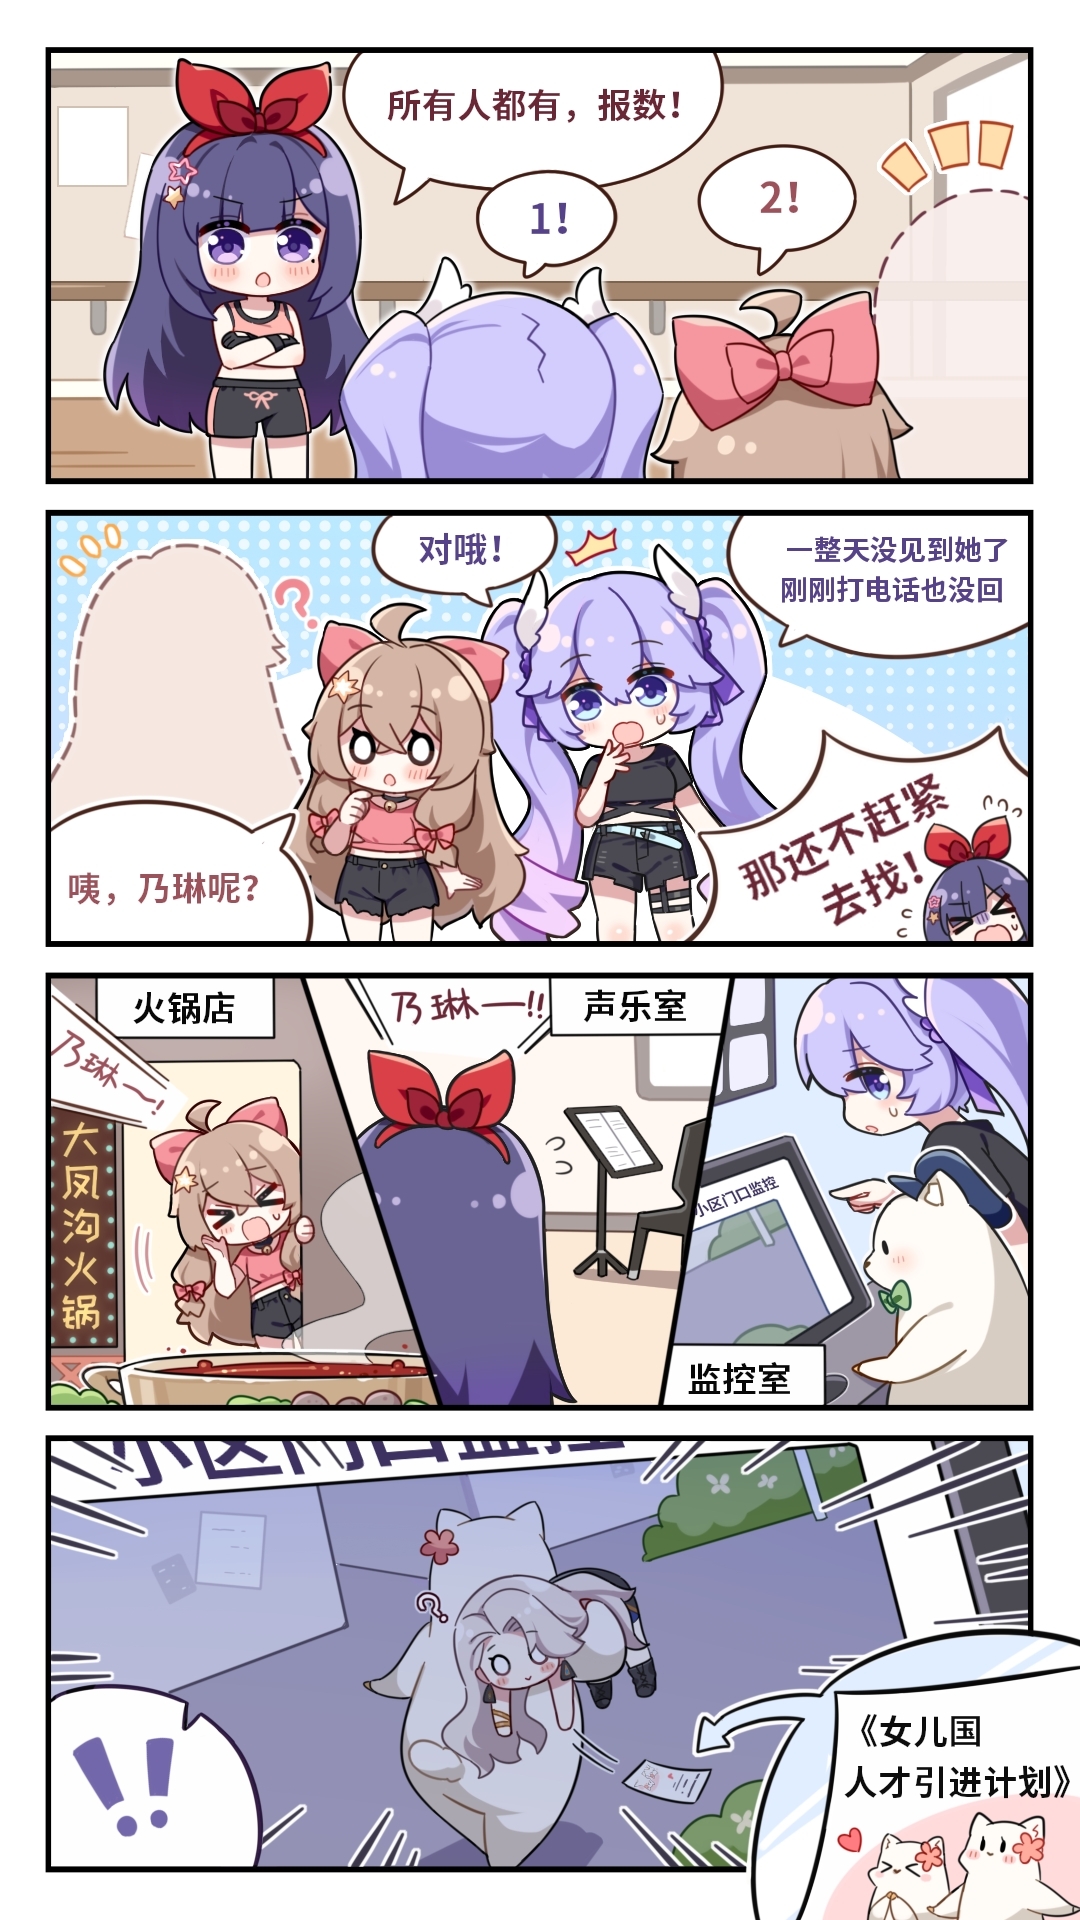 所有人都有，报数！
1！
2！
对哦！
一整天没见到她了
刚刚打电话也没回
咦，乃琳呢？
那还不赶紧
去找！
火锅店
乃琳—！
大凤沟火锅
乃琳—!!
声乐室
小区门口监控
监控室
小区门口监控
!!
《女儿国
人才引进计划》